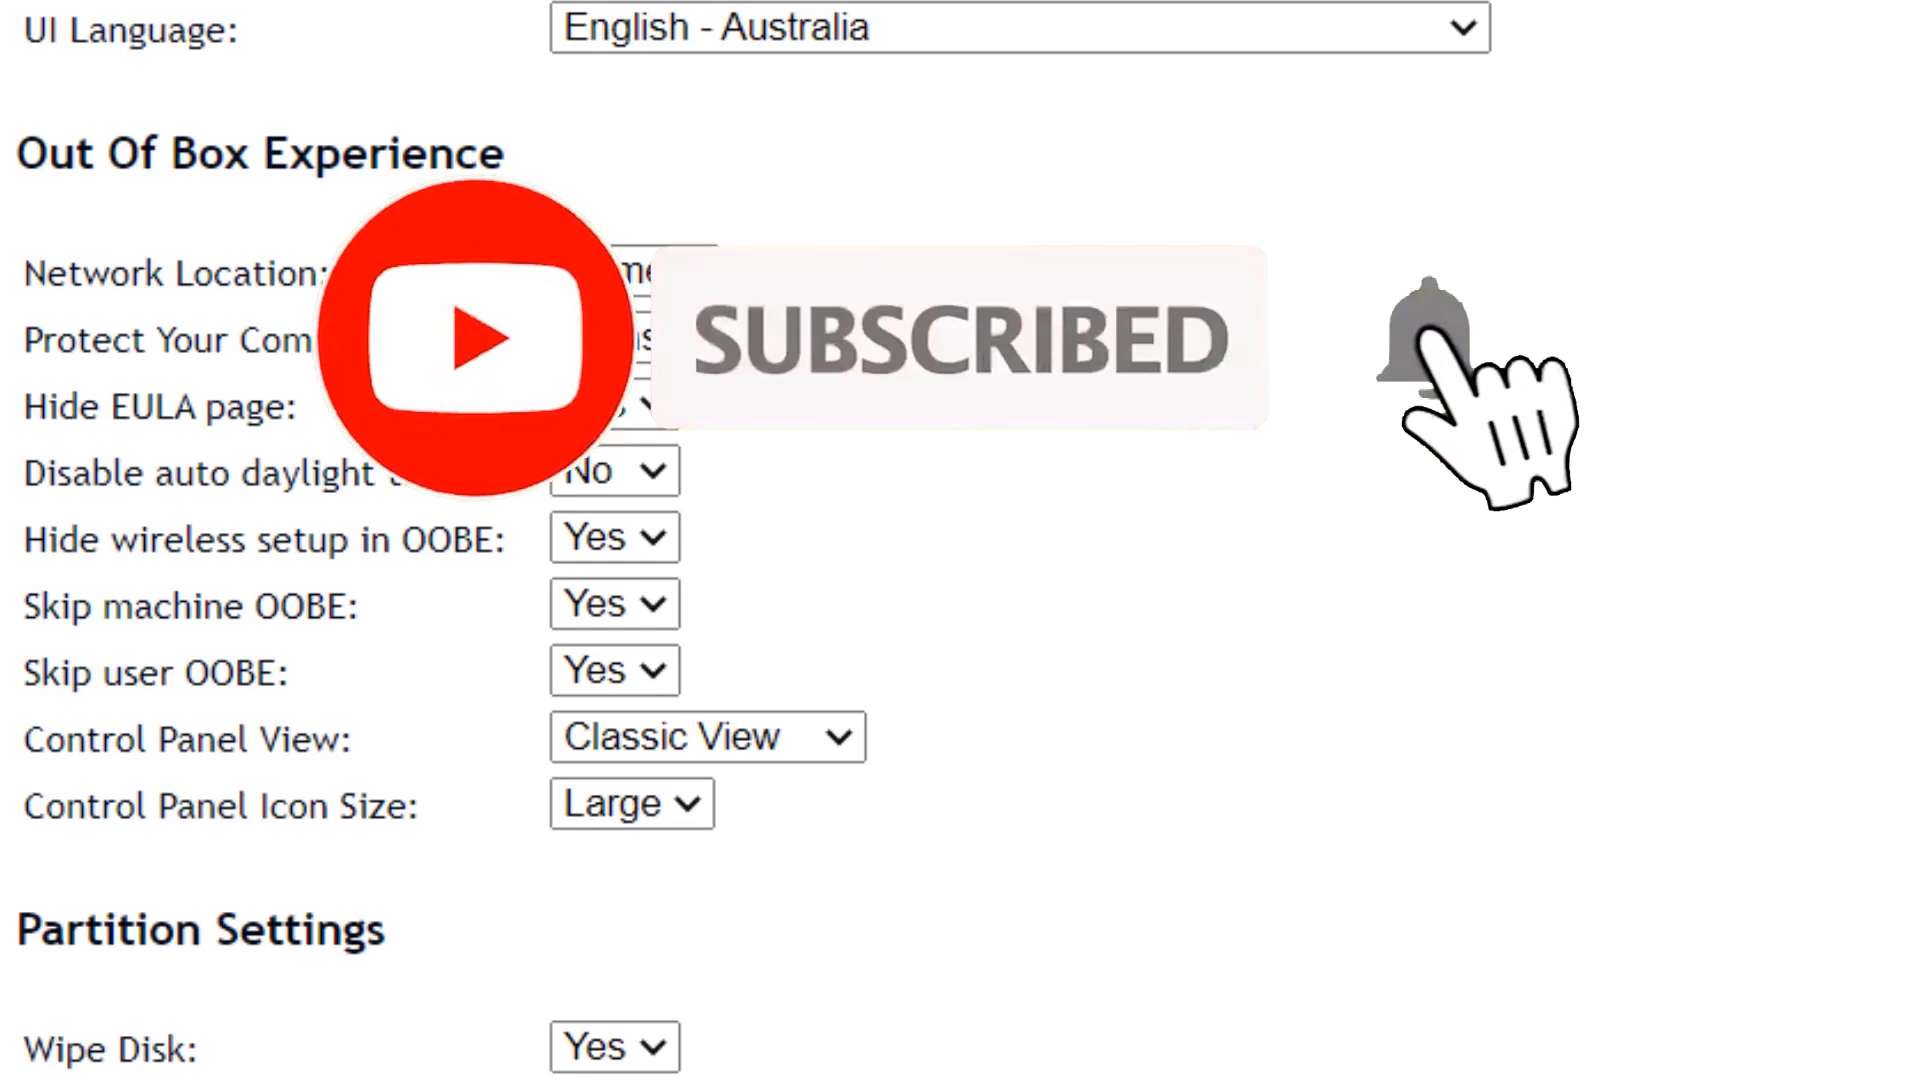 UI Language: English - Australia
Out Of Box Experience
Network Location:
Protect Your Com
Hide EULA page:
SUBSCRIBED
Disable auto daylight No
Hide wireless setup in OOBE: Yes
Skip machine OOBE: Yes
Skip user OOBE: Yes
Control Panel View: Classic View
Control Panel Icon Size: Large
Partition Settings
Wipe Disk: Yes